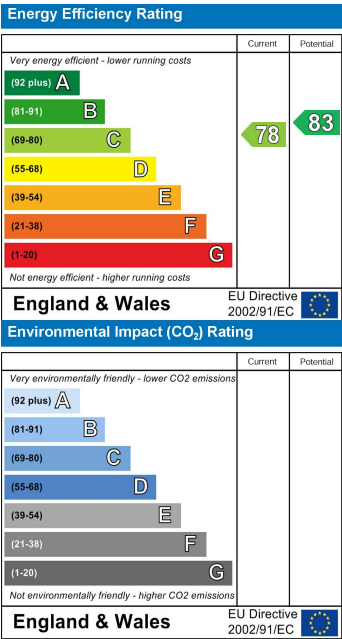 Energy Efficiency Rating
Current Potential
Very energy efficient - lower running costs
(92 plus) A
(81-91) B
(69-80) C
(55-68) D
(39-54) E
(21-38) F
(1-20) G
78
83
Not energy efficient - higher running costs
England & Wales
EU Directive
2002/91/EC
Environmental Impact (CO₂) Rating
Current Potential
Very environmentally friendly - lower CO2 emissions
(92 plus) A
(81-91) B
(69-80) C
(55-68) D
(39-54) E
(21-38) F
(1-20) G
Not environmentally friendly - higher CO2 emissions
England & Wales
EU Directive
2002/91/EC